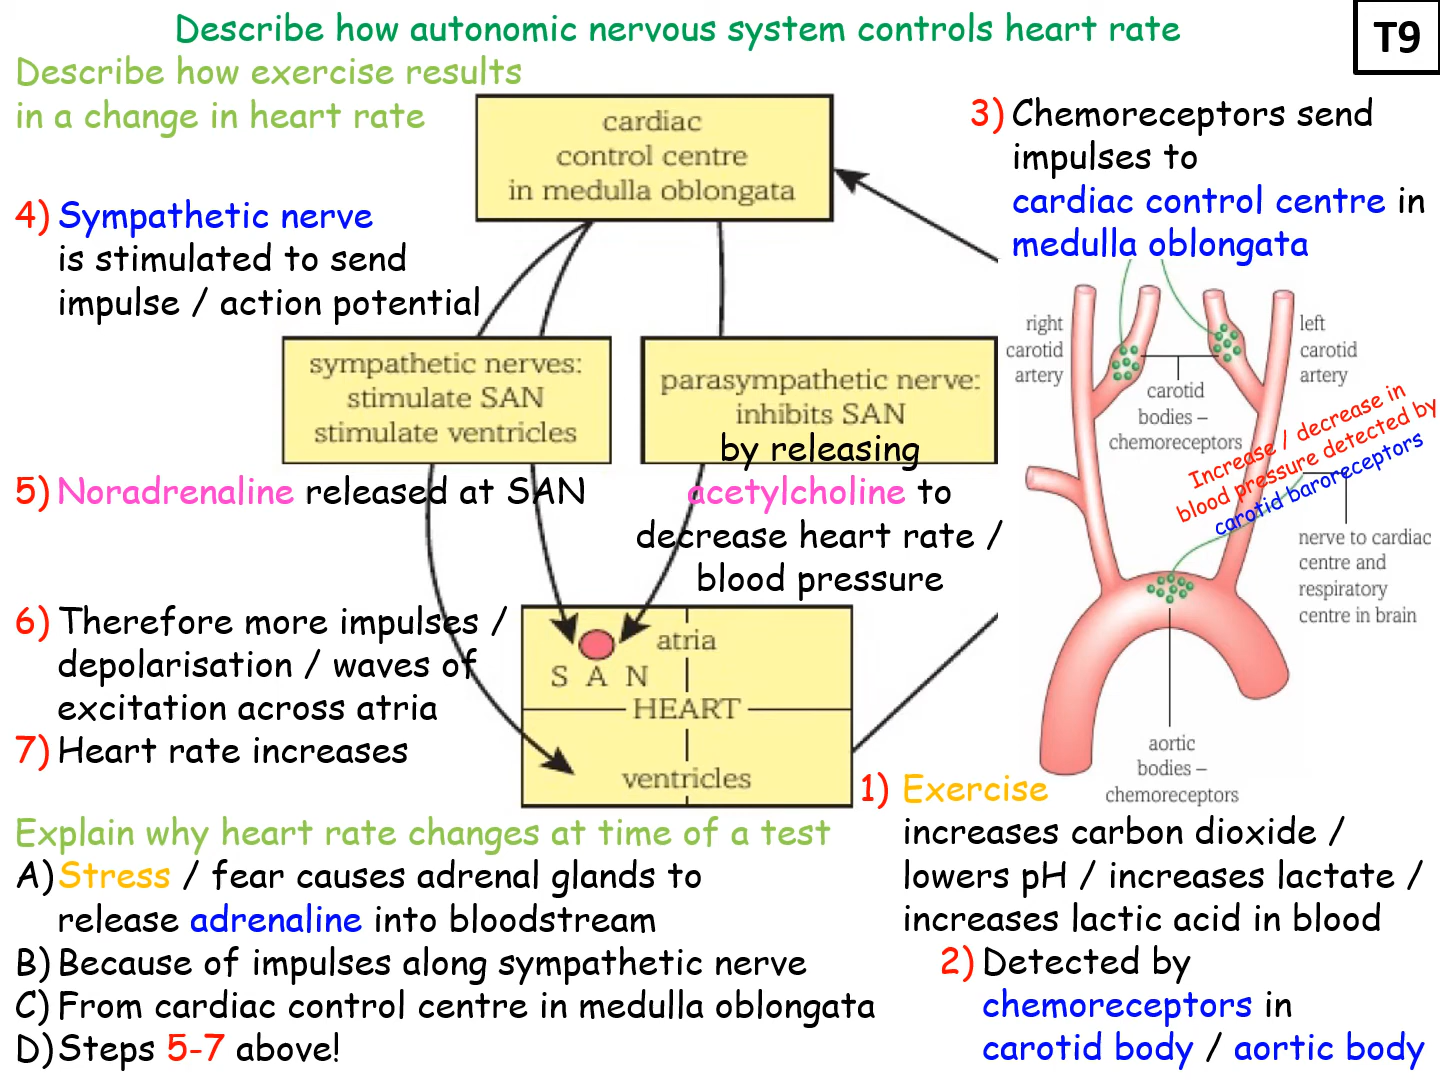 Describe how autonomic nervous system controls heart rate
T9
Describe how exercise results
in a change in heart rate
cardiac
control centre
in medulla oblongata
3) Chemoreceptors send
impulses to
cardiac control centre in
medulla oblongata
4) Sympathetic nerve
is stimulated to send
impulse / action potential
sympathetic nerves:
stimulate SAN
stimulate ventricles
parasympathetic nerve:
inhibits SAN
by releasing
acetylcholine to
decrease heart rate /
blood pressure
right
carotid
artery
left
carotid
artery
carotid
bodies –
chemoreceptors
Increase / decrease in
blood pressure detected by
carotid baroreceptors
nerve to cardiac
centre and
respiratory
centre in brain
aortic
bodies –
chemoreceptors
5) Noradrenaline released at SAN
6) Therefore more impulses /
depolarisation / waves of
excitation across atria
7) Heart rate increases
atria
S A N
HEART
ventricles
1) Exercise
increases carbon dioxide /
lowers pH / increases lactate /
increases lactic acid in blood
2) Detected by
chemoreceptors in
carotid body / aortic body
Explain why heart rate changes at time of a test
A) Stress / fear causes adrenal glands to
release adrenaline into bloodstream
B) Because of impulses along sympathetic nerve
C) From cardiac control centre in medulla oblongata
D) Steps 5-7 above!